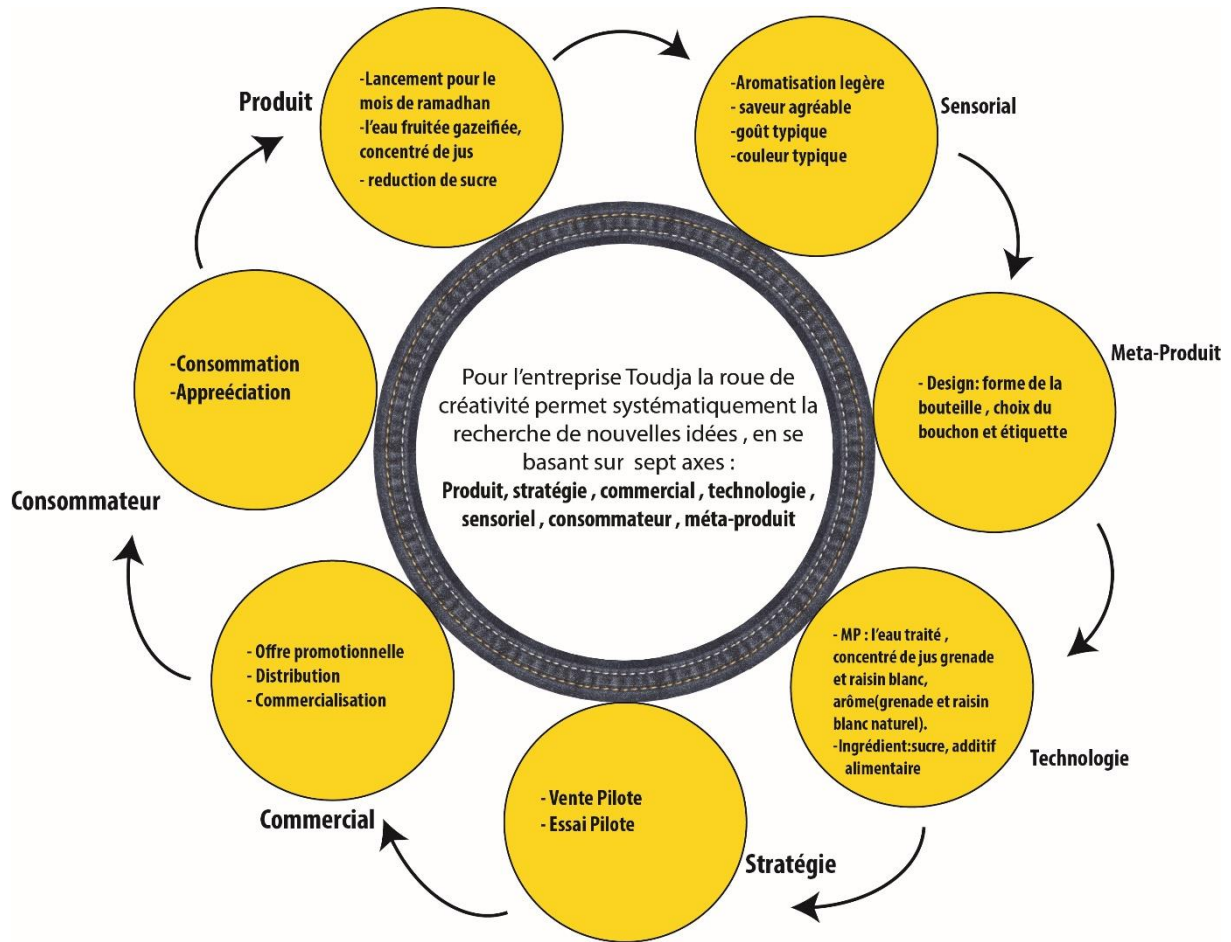 Produit
-Lancement pour le
mois de ramadhan
-l'eau fruitée gazeifiée,
concentré de jus
- reduction de sucre
-Aromatisation legère
- saveur agréable
-goût typique
-couleur typique
Sensorial
Meta-Produit
- Design: forme de la
bouteille , choix du
bouchon et étiquette
- MP : l'eau traité ,
concentré de jus grenade
et raisin blanc,
arôme(grenade et raisin
blanc naturel).
-Ingrédient:sucre, additif
alimentaire
Technologie
- Vente Pilote
- Essai Pilote
Stratégie
- Offre promotionnelle
- Distribution
- Commercialisation
Commercial
-Consommation
-Appreéciation
Consommateur
Pour l'entreprise Toudja la roue de
créativité permet systématiquement la
recherche de nouvelles idées , en se
basant sur sept axes :
Produit, stratégie , commercial , technologie ,
sensoriel , consommateur , méta-produit